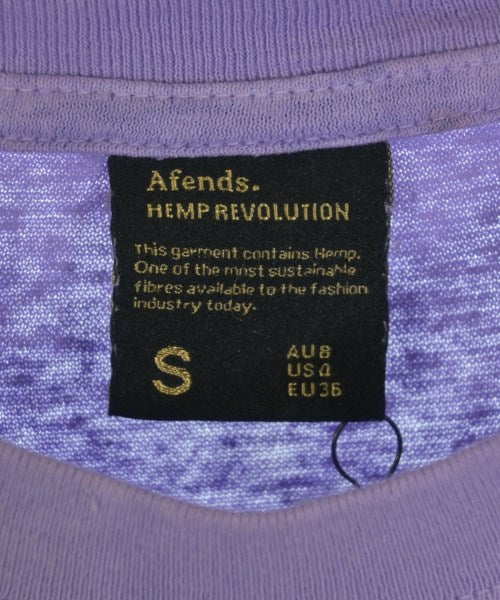 Afends.
HEMP REVOLUTION
This garment contains Hemp.
One of the most sustainable
fibres available to the fashion
industry today.
S
AU 8
US 4
EU 36